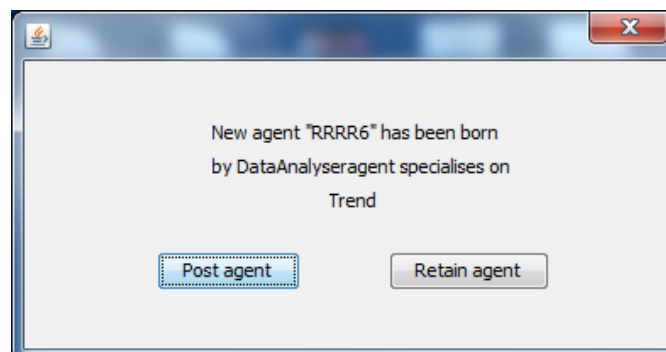 New agent "RRRR6" has been born
by DataAnalyseragent specialises on
Trend
Post agent
Retain agent